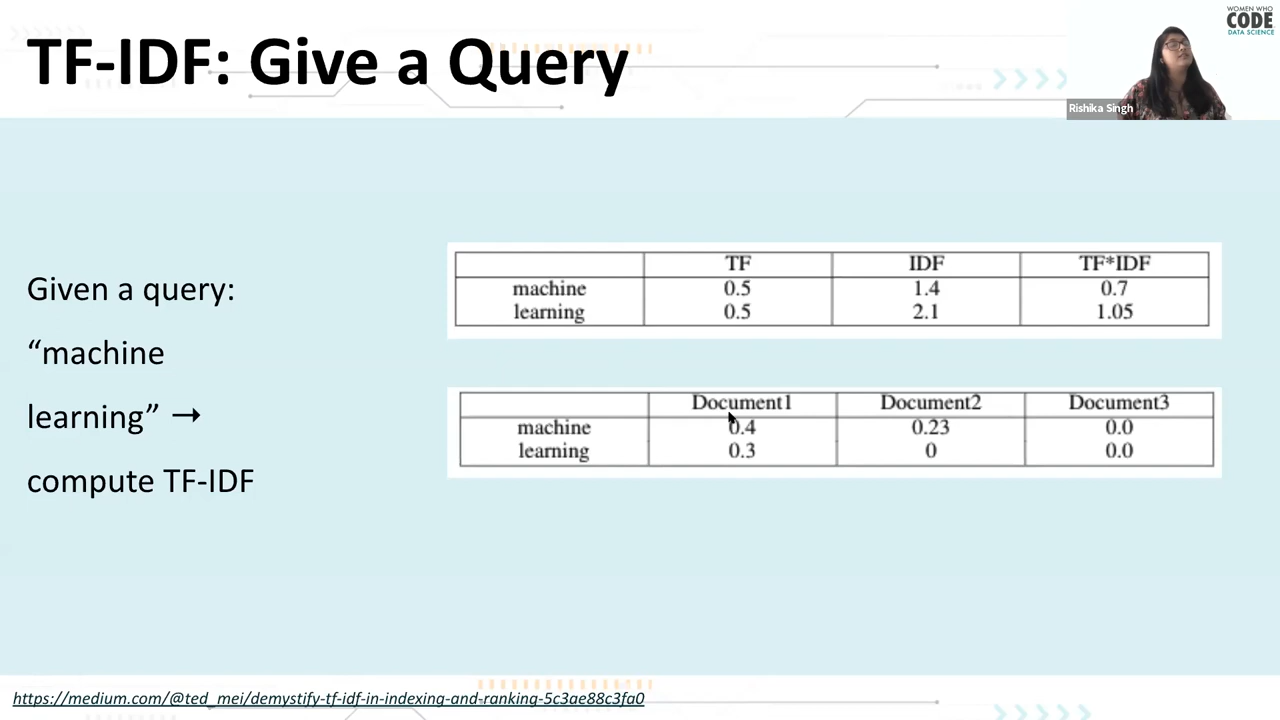 TF-IDF: Give a Query
WOMEN WHO
CODE
DATA SCIENCE
Rishika Singh
Given a query:
“machine
learning” →
compute TF-IDF
TF IDF TF*IDF
machine 0.5 1.4 0.7
learning 0.5 2.1 1.05
Document1 Document2 Document3
machine 0.4 0.23 0.0
learning 0.3 0 0.0
https://medium.com/@ted_mei/demystify-tf-idf-in-indexing-and-ranking-5c3ae88c3fa0